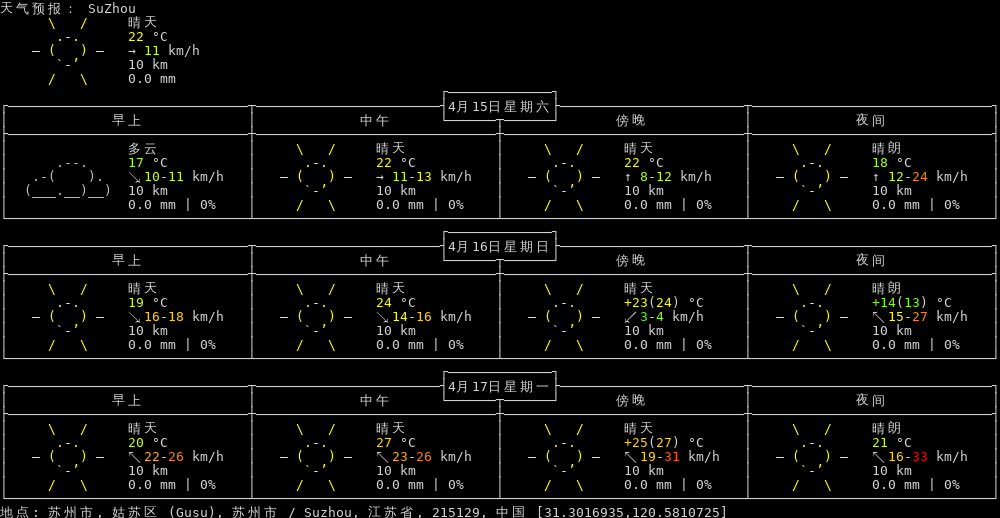 天气预报： SuZhou
晴天
22 °C
→ 11 km/h
10 km
0.0 mm
4月15日星期六
早上 中午 傍晚 夜间
多云 晴天 晴天 晴朗
17 °C 22 °C 22 °C 18 °C
↘ 10-11 km/h → 11-13 km/h ↑ 8-12 km/h ↑ 12-24 km/h
10 km 10 km 10 km 10 km
0.0 mm | 0% 0.0 mm | 0% 0.0 mm | 0% 0.0 mm | 0%
4月16日星期日
早上 中午 傍晚 夜间
晴天 晴天 晴天 晴朗
19 °C 24 °C +23(24) °C +14(13) °C
↘ 16-18 km/h ↘ 14-16 km/h ↙ 3-4 km/h ↖ 15-27 km/h
10 km 10 km 10 km 10 km
0.0 mm | 0% 0.0 mm | 0% 0.0 mm | 0% 0.0 mm | 0%
4月17日星期一
早上 中午 傍晚 夜间
晴天 晴天 晴天 晴朗
20 °C 27 °C +25(27) °C 21 °C
↖ 22-26 km/h ↖ 23-26 km/h ↖ 19-31 km/h ↖ 16-33 km/h
10 km 10 km 10 km 10 km
0.0 mm | 0% 0.0 mm | 0% 0.0 mm | 0% 0.0 mm | 0%
地点: 苏州市, 姑苏区 (Gusu), 苏州市 / Suzhou, 江苏省, 215129, 中国 [31.3016935,120.5810725]